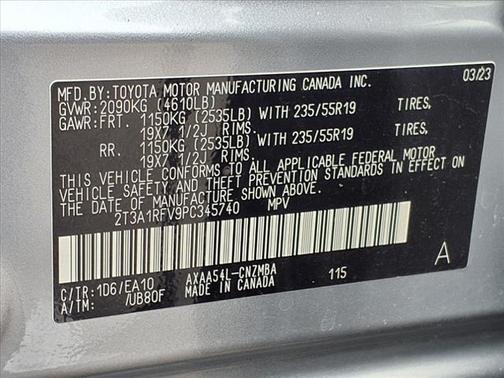 MFD.BY:TOYOTA MOTOR MANUFACTURING CANADA INC. 03/23
GVWR:2090KG (4610LB)
GAWR:FRT. 1150KG (2535LB) WITH 235/55R19 TIRES,
19X7 1/2J RIMS.
RR. 1150KG (2535LB) WITH 235/55R19 TIRES,
19X7 1/2J RIMS.
THIS VEHICLE CONFORMS TO ALL APPLICABLE FEDERAL MOTOR
VEHICLE SAFETY AND THEFT PREVENTION STANDARDS IN EFFECT ON
THE DATE OF MANUFACTURE SHOWN ABOVE.
2T3A1RFV9PC345740 MPV
C/TR:1D6/EA10 AXAA54L-CNZMBA 115 A
A/TM: /UB80F MADE IN CANADA